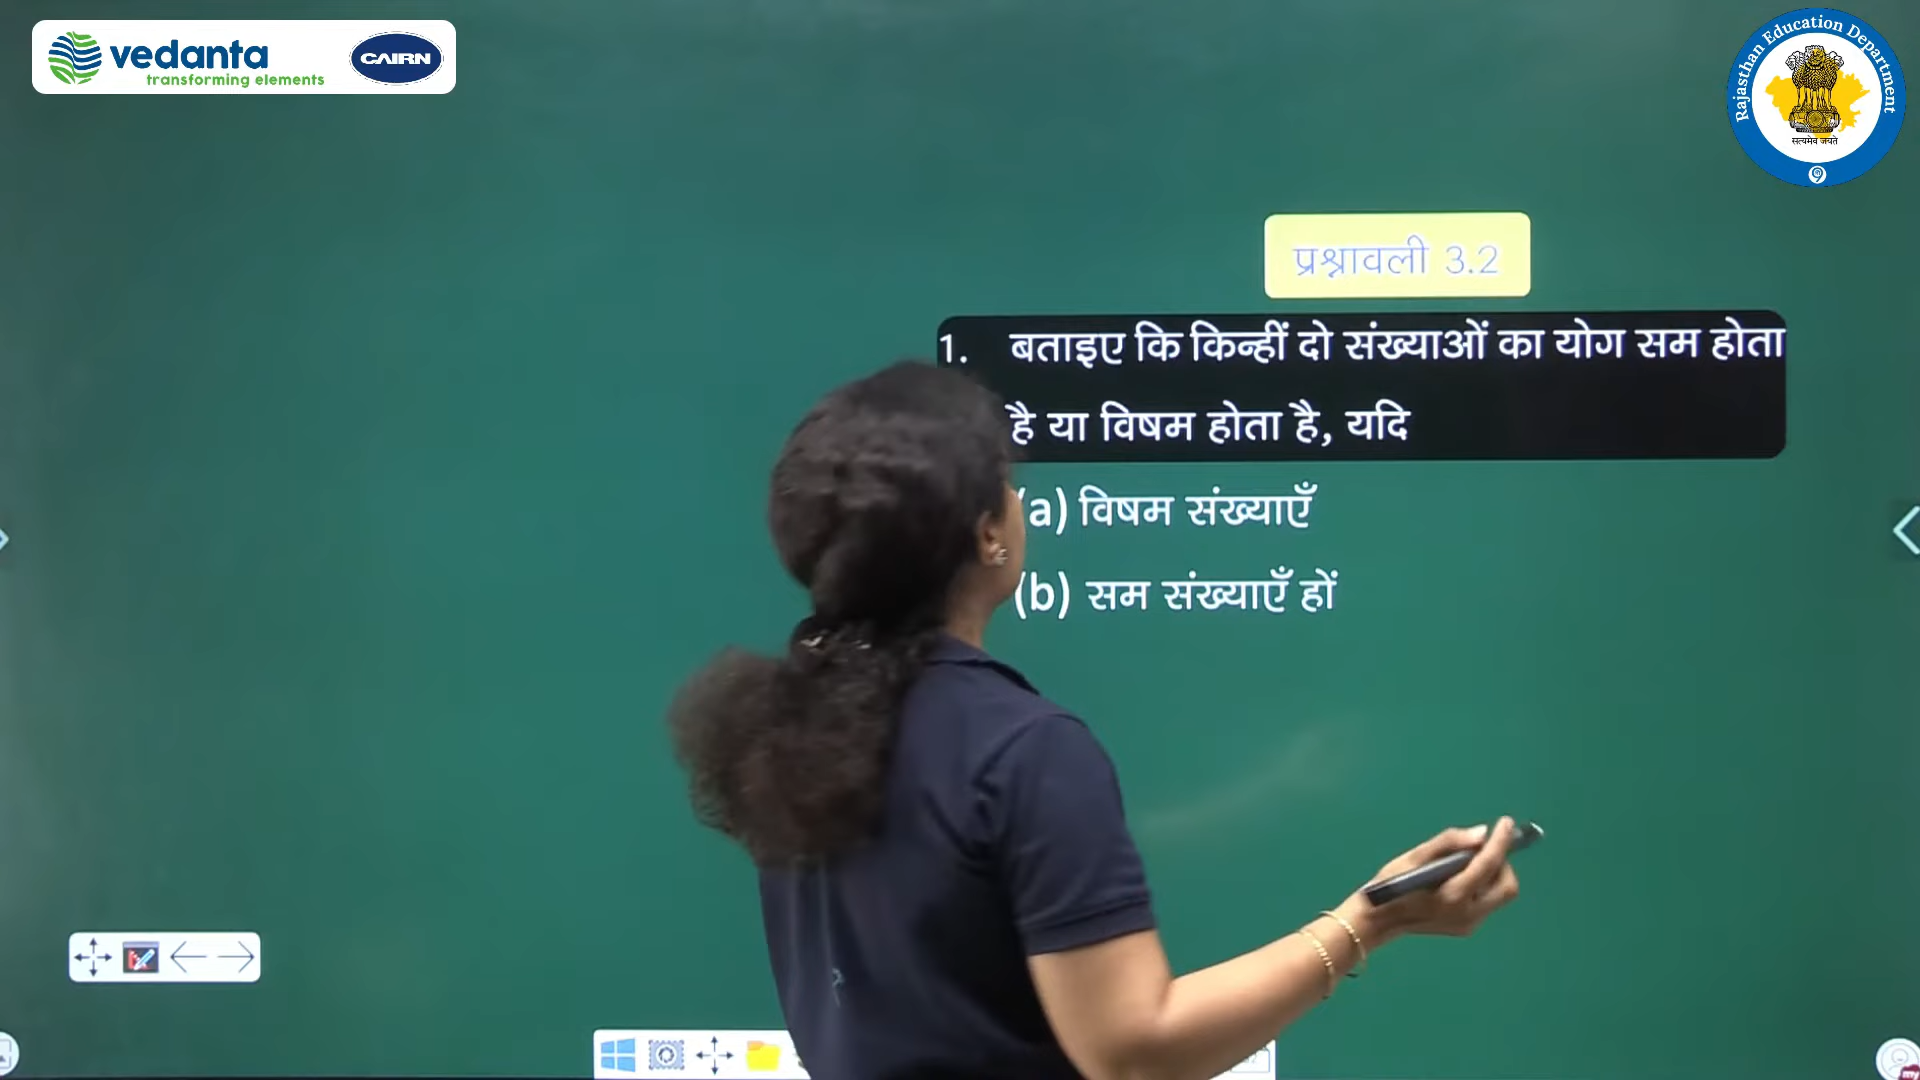 vedanta
transforming elements
CAIRN
Rajasthan Education Department
सत्यमेव जयते
प्रश्नावली 3.2
1. बताइए कि किन्हीं दो संख्याओं का योग सम होता
है या विषम होता है, यदि
(a) विषम संख्याएँ
(b) सम संख्याएँ हों